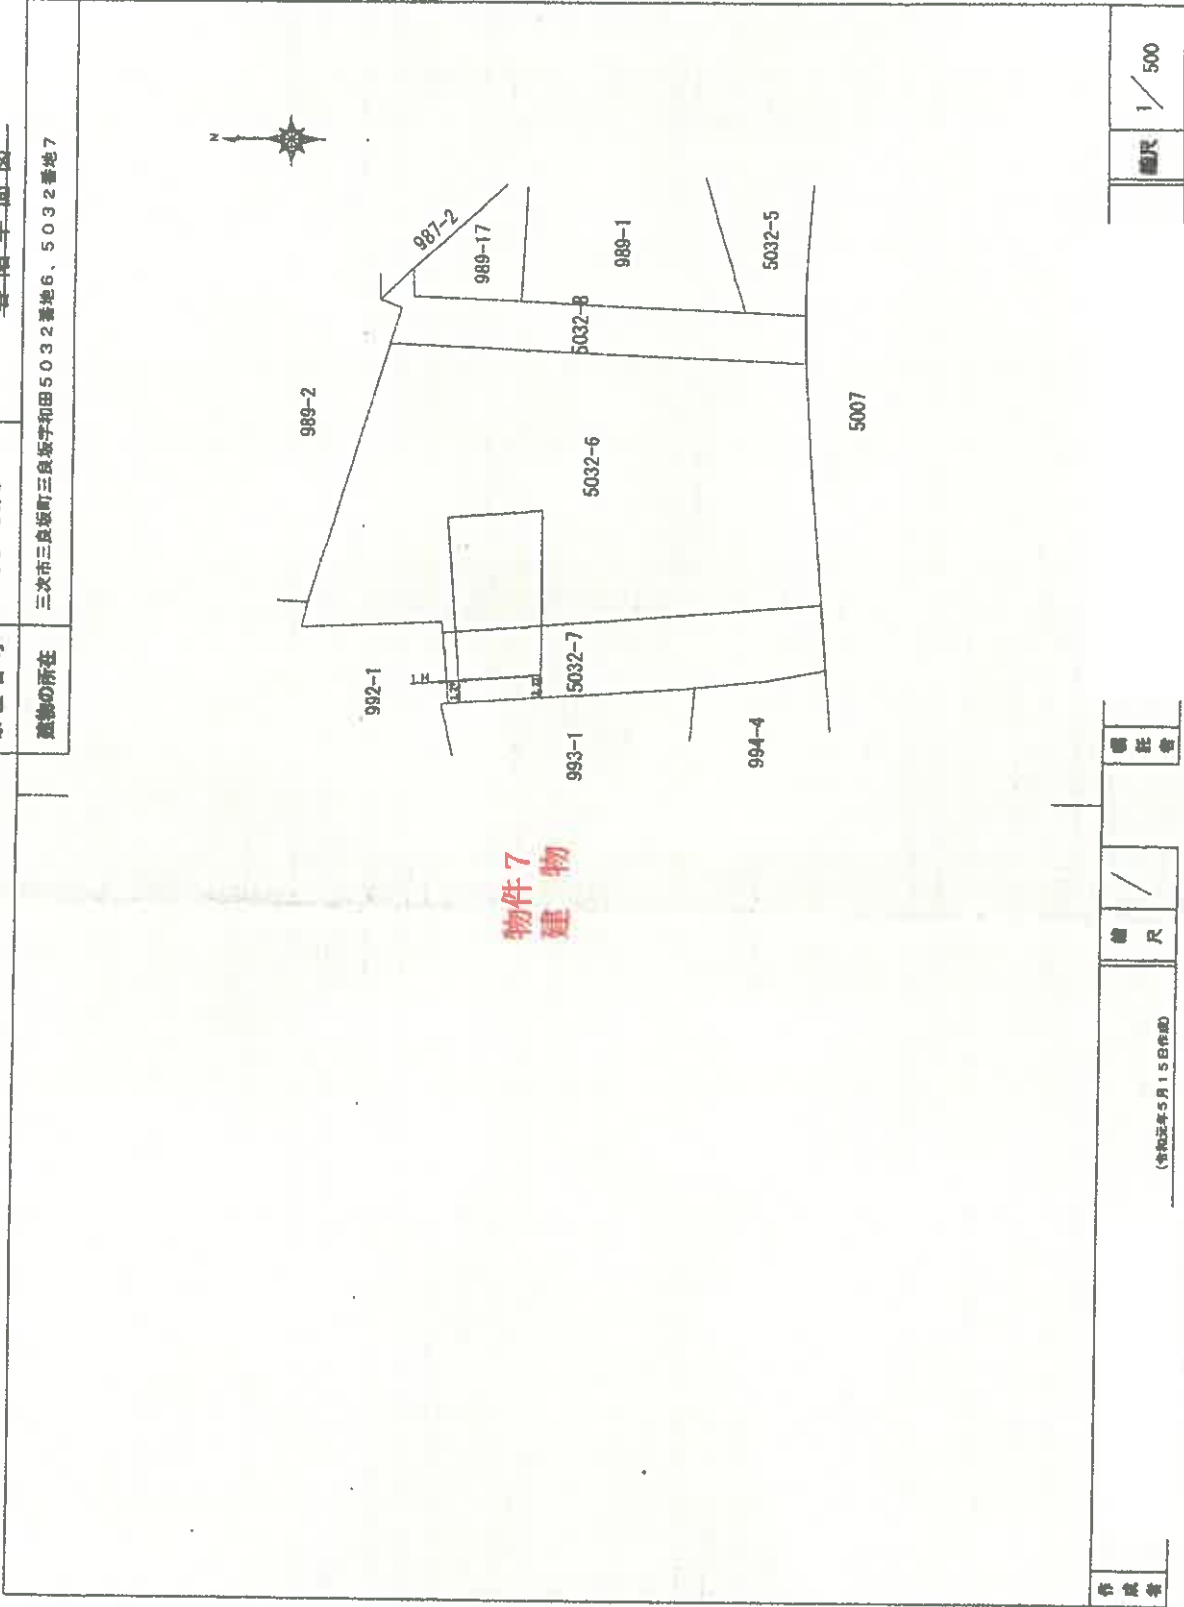 建物の所在
三次市三良坂町三良坂字和田5032番地6、5032番地7
N
987-2
989-17
989-1
5032-5
5032-8
989-2
5032-6
5007
992-1
5032-7
993-1
994-4
物件 7
建 物
作成者
(令和元年5月15日作成)
縮尺
嘱託者
縮尺
1/500